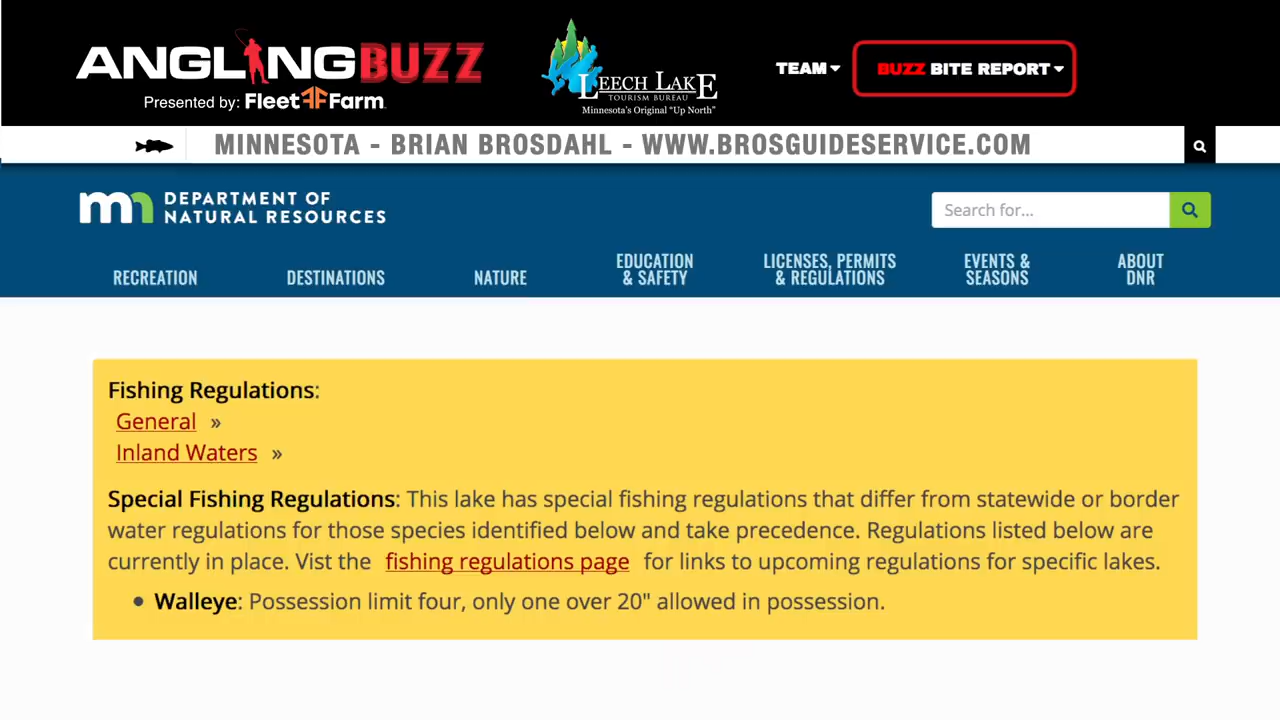 ANGLINGBUZZ
Presented by: Fleet Farm
LEECH LAKE
TOURISM BUREAU
Minnesota's Original "Up North"
TEAM
BUZZ BITE REPORT
MINNESOTA - BRIAN BROSDAHL - WWW.BROSGUIDESERVICE.COM
mn DEPARTMENT OF
NATURAL RESOURCES
Search for...
RECREATION
DESTINATIONS
NATURE
EDUCATION
& SAFETY
LICENSES, PERMITS
& REGULATIONS
EVENTS &
SEASONS
ABOUT
DNR
Fishing Regulations:
General »
Inland Waters »
Special Fishing Regulations: This lake has special fishing regulations that differ from statewide or border
water regulations for those species identified below and take precedence. Regulations listed below are
currently in place. Vist the fishing regulations page for links to upcoming regulations for specific lakes.
• Walleye: Possession limit four, only one over 20" allowed in possession.